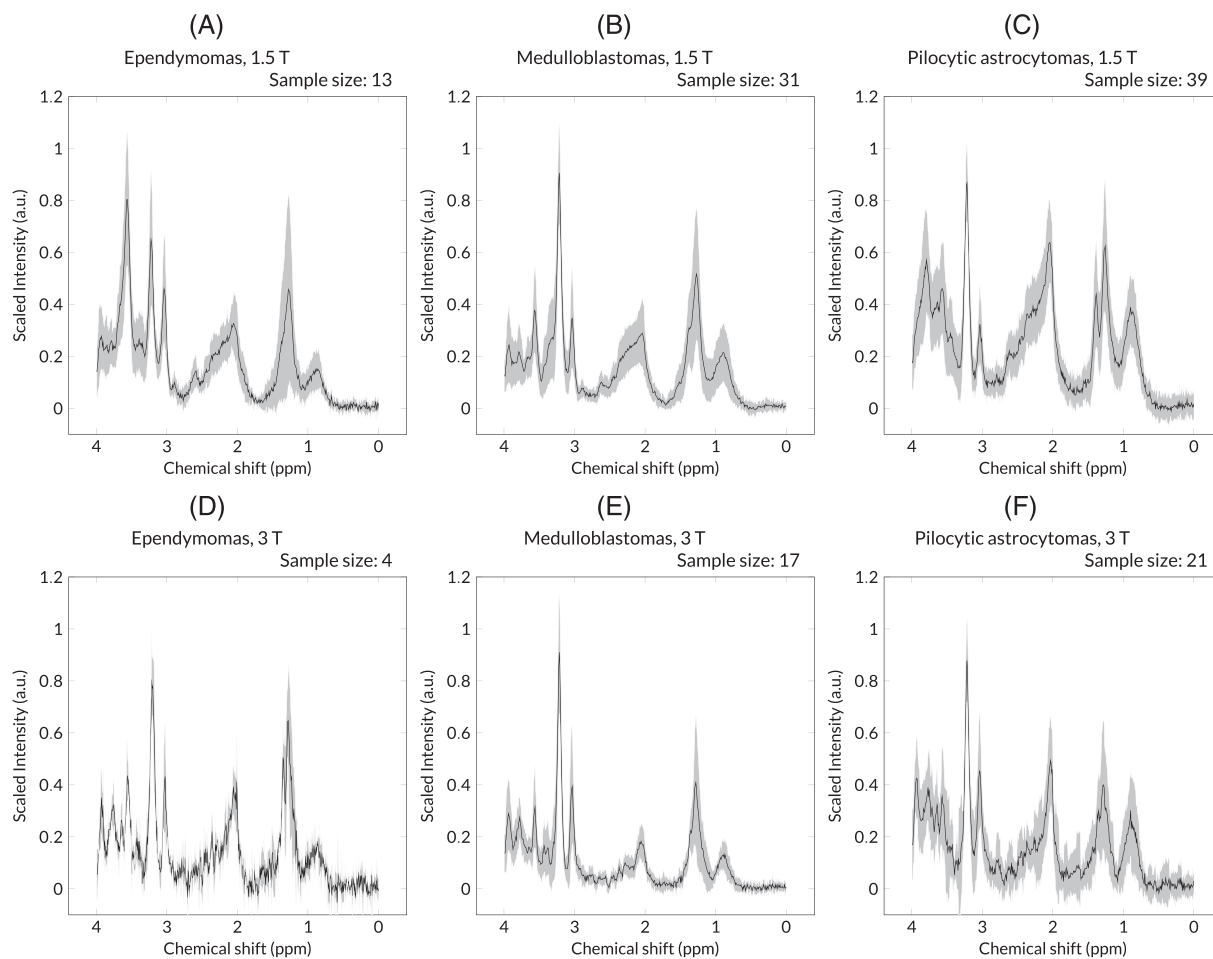 (A)
Ependymomas, 1.5 T
Sample size: 13
1.2
1
0.8
0.6
0.4
0.2
0
Scaled Intensity (a.u.)
4 3 2 1 0
Chemical shift (ppm)
(B)
Medulloblastomas, 1.5 T
Sample size: 31
1.2
1
0.8
0.6
0.4
0.2
0
Scaled Intensity (a.u.)
4 3 2 1 0
Chemical shift (ppm)
(C)
Pilocytic astrocytomas, 1.5 T
Sample size: 39
1.2
1
0.8
0.6
0.4
0.2
0
Scaled Intensity (a.u.)
4 3 2 1 0
Chemical shift (ppm)
(D)
Ependymomas, 3 T
Sample size: 4
1.2
1
0.8
0.6
0.4
0.2
0
Scaled Intensity (a.u.)
4 3 2 1 0
Chemical shift (ppm)
(E)
Medulloblastomas, 3 T
Sample size: 17
1.2
1
0.8
0.6
0.4
0.2
0
Scaled Intensity (a.u.)
4 3 2 1 0
Chemical shift (ppm)
(F)
Pilocytic astrocytomas, 3 T
Sample size: 21
1.2
1
0.8
0.6
0.4
0.2
0
Scaled Intensity (a.u.)
4 3 2 1 0
Chemical shift (ppm)